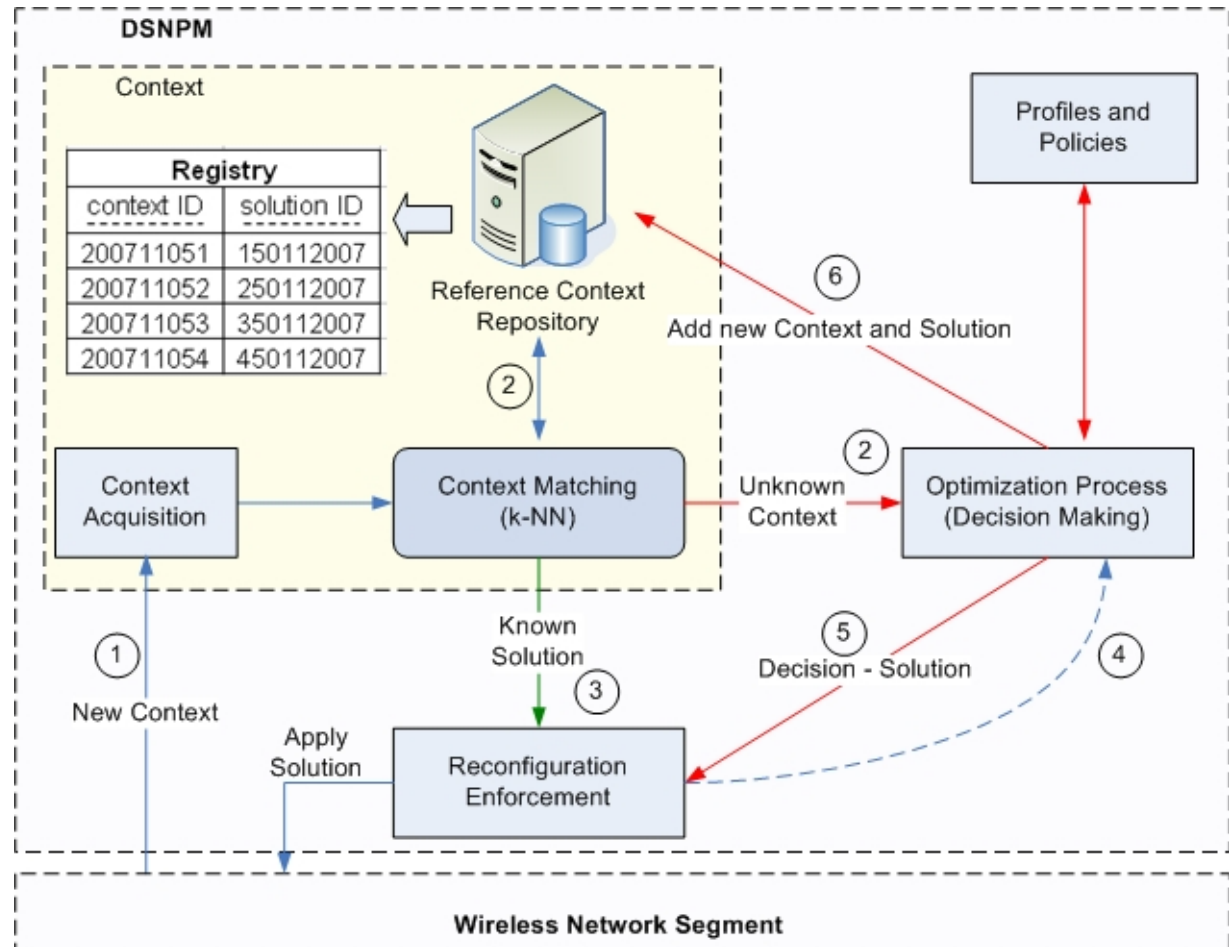 DSNPM
Context
Registry
context ID solution ID
200711051 150112007
200711052 250112007
200711053 350112007
200711054 450112007
Reference Context
Repository
Profiles and
Policies
6
Add new Context and Solution
2
Context
Acquisition
Context Matching
(k-NN)
2
Unknown
Context
Optimization Process
(Decision Making)
1
New Context
Known
Solution
3
5
Decision - Solution
4
Apply
Solution
Reconfiguration
Enforcement
Wireless Network Segment